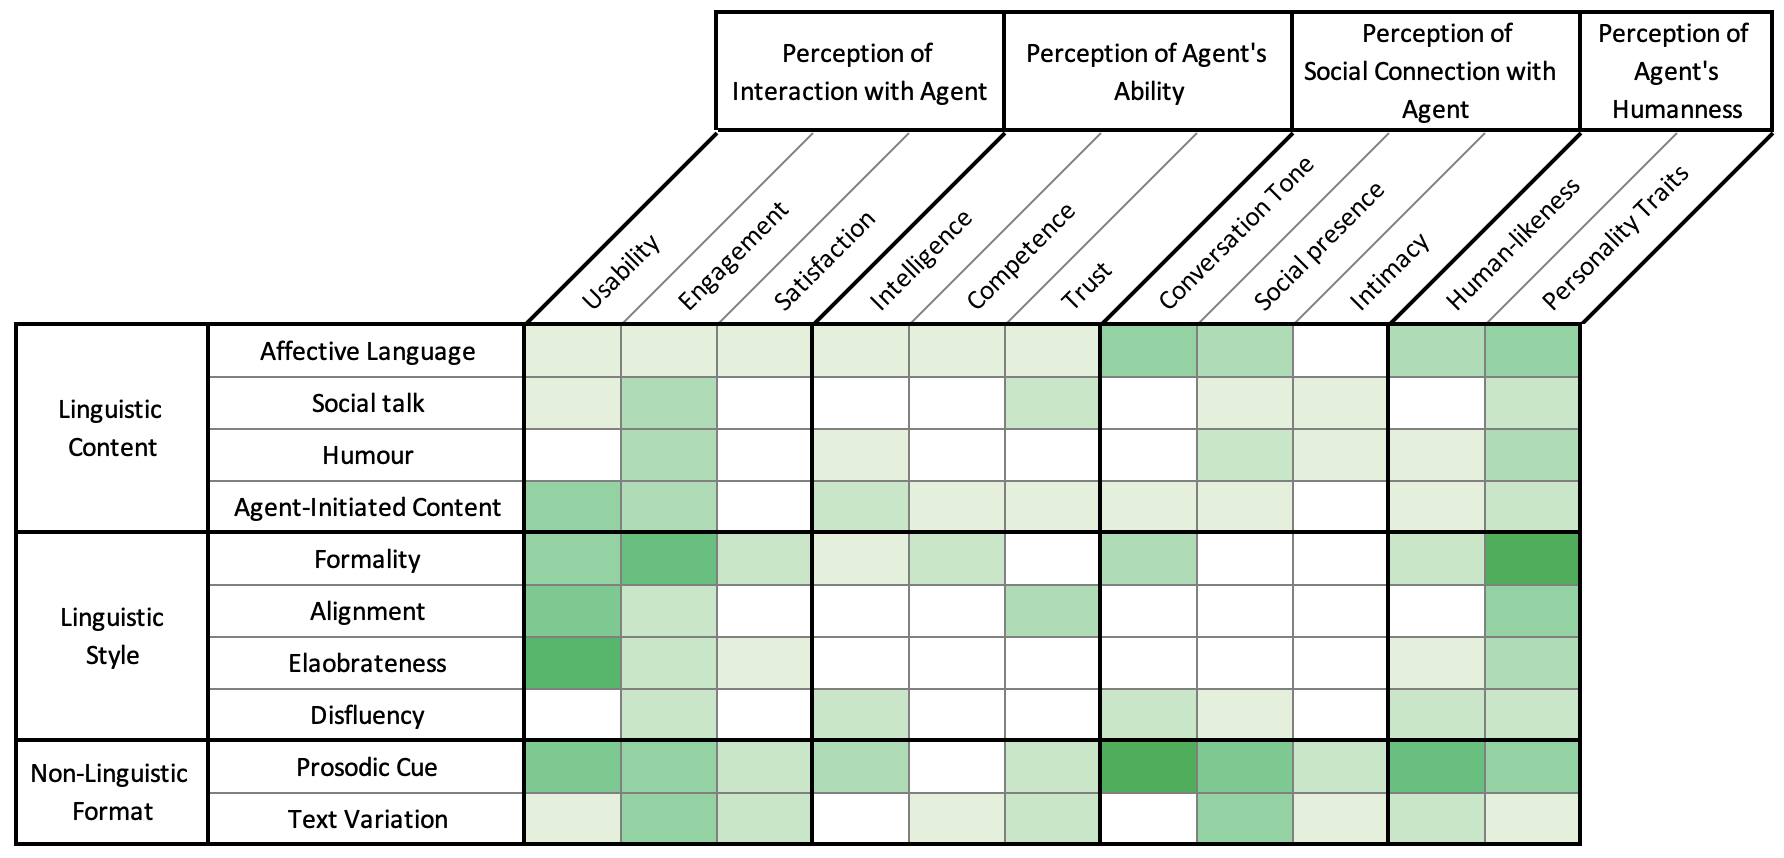 Perception of
Interaction with Agent
Perception of Agent's
Ability
Perception of
Social Connection with
Agent
Perception of
Agent's
Humanness
Usability
Engagement
Satisfaction
Intelligence
Competence
Trust
Conversation Tone
Social presence
Intimacy
Human-likeness
Personality Traits
Linguistic
Content
Affective Language
Social talk
Humour
Agent-Initiated Content
Linguistic
Style
Formality
Alignment
Elaobrateness
Disfluency
Non-Linguistic
Format
Prosodic Cue
Text Variation